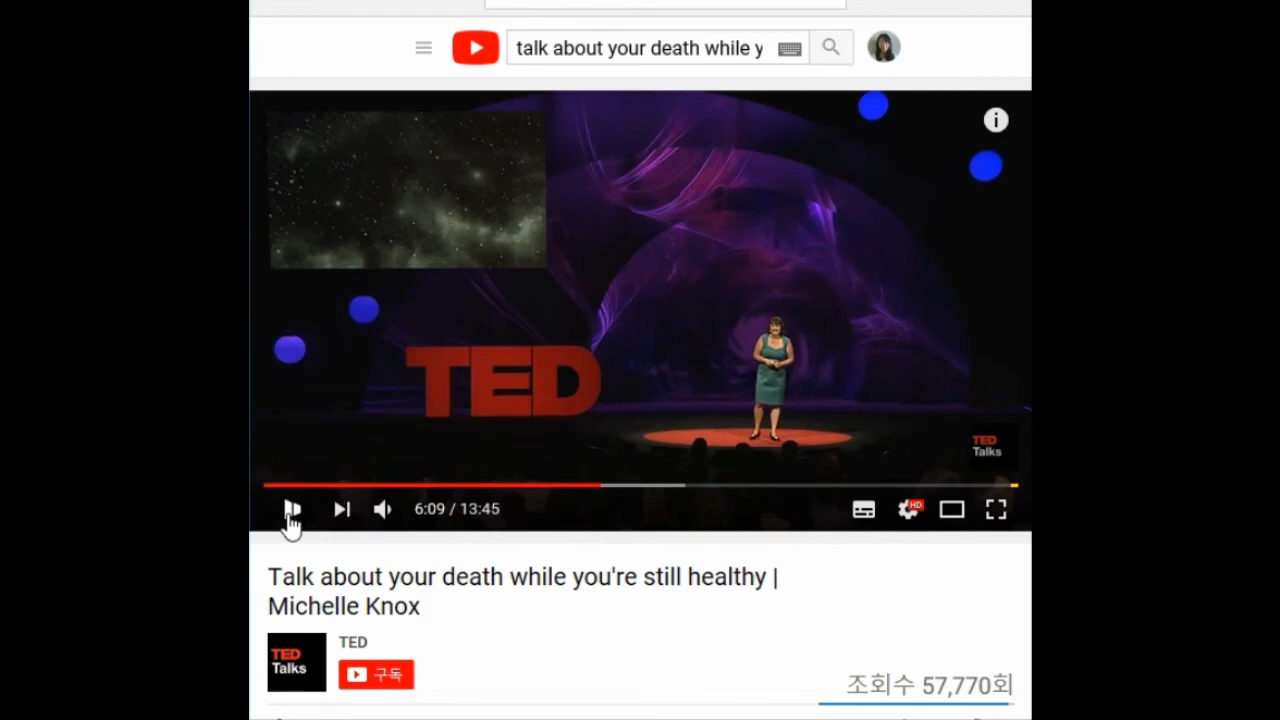 talk about your death while y
TED
TED
Talks
HD
6:09 / 13:45
Talk about your death while you're still healthy |
Michelle Knox
TED
Talks
TED
구독
조회수 57,770회